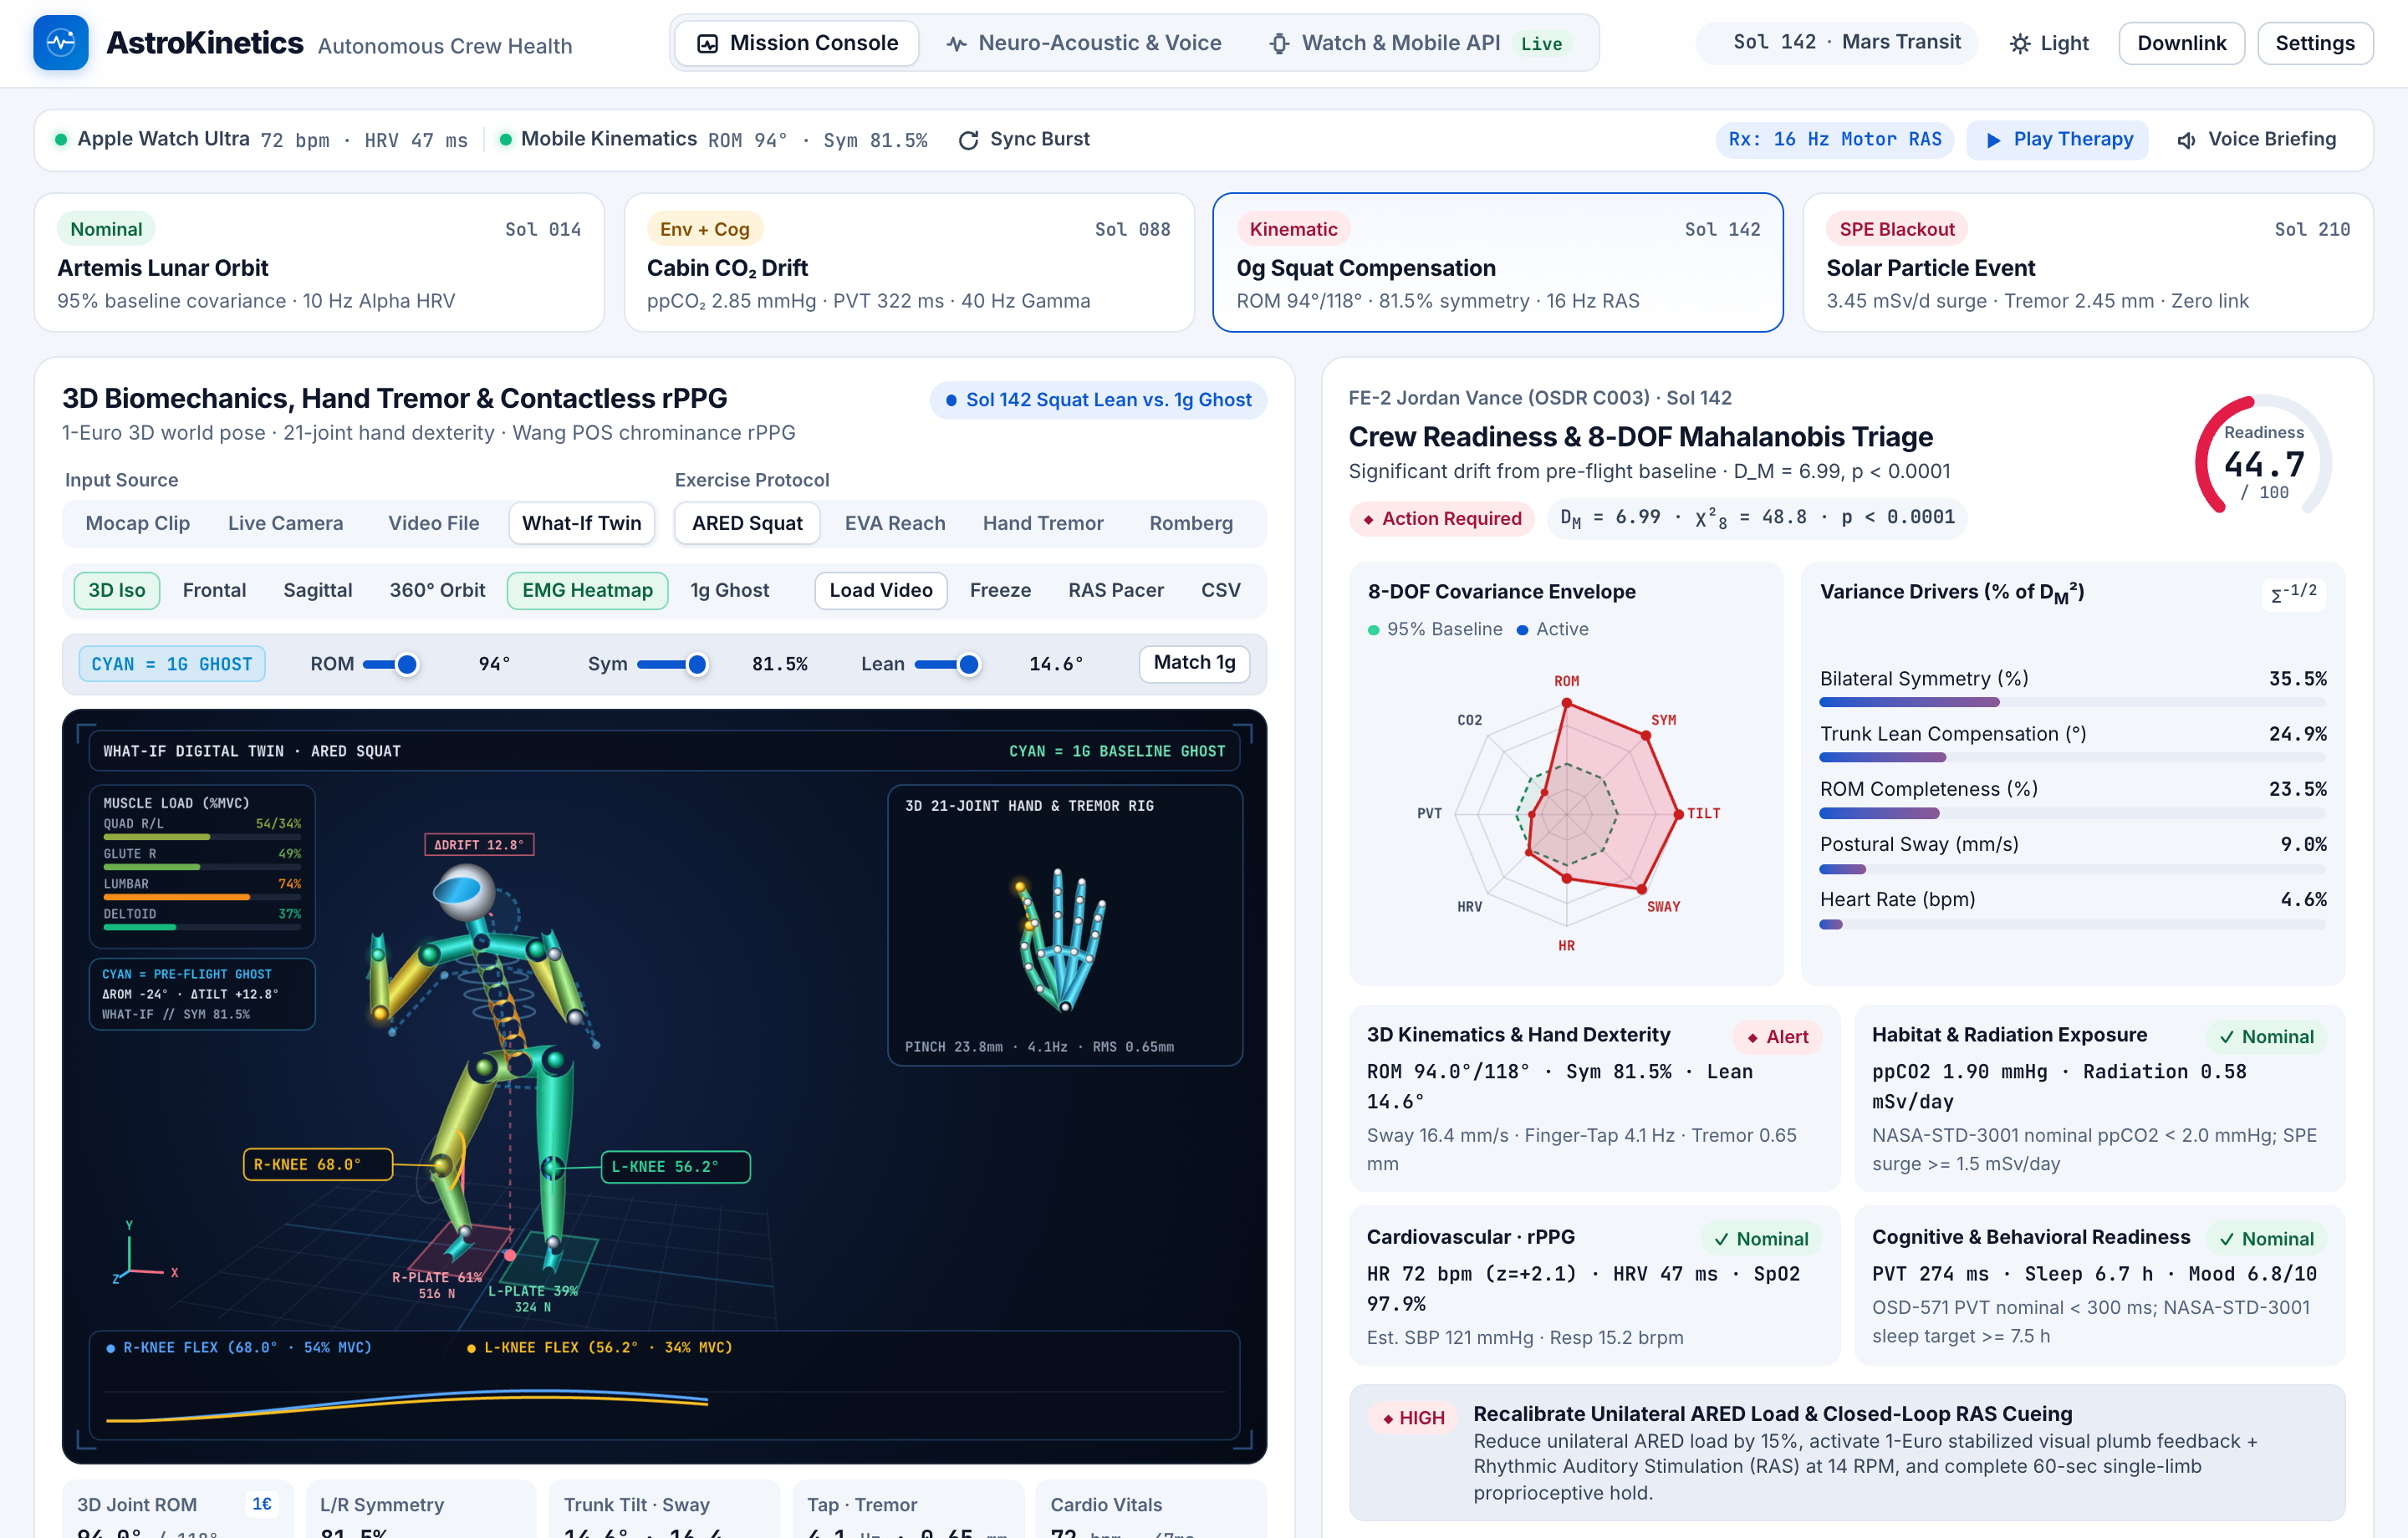 AstroKinetics Autonomous Crew Health
Mission Console
Neuro-Acoustic & Voice
Watch & Mobile API Live
Sol 142 · Mars Transit
Light
Downlink
Settings
Apple Watch Ultra 72 bpm · HRV 47 ms
Mobile Kinematics ROM 94° · Sym 81.5%
Sync Burst
Rx: 16 Hz Motor RAS
Play Therapy
Voice Briefing
Nominal Sol 014
Artemis Lunar Orbit
95% baseline covariance · 10 Hz Alpha HRV
Env + Cog Sol 088
Cabin CO₂ Drift
ppCO₂ 2.85 mmHg · PVT 322 ms · 40 Hz Gamma
Kinematic Sol 142
0g Squat Compensation
ROM 94°/118° · 81.5% symmetry · 16 Hz RAS
SPE Blackout Sol 210
Solar Particle Event
3.45 mSv/d surge · Tremor 2.45 mm · Zero link
3D Biomechanics, Hand Tremor & Contactless rPPG
1-Euro 3D world pose · 21-joint hand dexterity · Wang POS chrominance rPPG
Sol 142 Squat Lean vs. 1g Ghost
Input Source
Mocap Clip Live Camera Video File What-If Twin
Exercise Protocol
ARED Squat EVA Reach Hand Tremor Romberg
3D Iso Frontal Sagittal 360° Orbit EMG Heatmap 1g Ghost Load Video Freeze RAS Pacer CSV
CYAN = 1G GHOST ROM 94° Sym 81.5% Lean 14.6° Match 1g
WHAT-IF DIGITAL TWIN · ARED SQUAT
CYAN = 1G BASELINE GHOST
MUSCLE LOAD (%MVC)
QUAD R/L 54/34%
GLUTE R 49%
LUMBAR 74%
DELTOID 37%
CYAN = PRE-FLIGHT GHOST
ΔROM -24° · ΔTILT +12.8°
WHAT-IF // SYM 81.5%
ΔDRIFT 12.8°
3D 21-JOINT HAND & TREMOR RIG
PINCH 23.8mm · 4.1Hz · RMS 0.65mm
R-KNEE 68.0°
L-KNEE 56.2°
Y
Z
X
R-PLATE 61%
516 N
L-PLATE 39%
324 N
R-KNEE FLEX (68.0° · 54% MVC)
L-KNEE FLEX (56.2° · 34% MVC)
3D Joint ROM 1€
94.0° / 118°
L/R Symmetry
81.5%
Trunk Tilt · Sway
14.6° · 16.4
Tap · Tremor
4.1 Hz · 0.65 mm
Cardio Vitals
72 bpm · 47ms
FE-2 Jordan Vance (OSDR C003) · Sol 142
Crew Readiness & 8-DOF Mahalanobis Triage
Significant drift from pre-flight baseline · D_M = 6.99, p < 0.0001
Action Required
D_M = 6.99 · χ²₈ = 48.8 · p < 0.0001
Readiness
44.7
/ 100
8-DOF Covariance Envelope
95% Baseline
Active
ROM
SYM
TILT
SWAY
HR
HRV
PVT
CO2
Variance Drivers (% of D_M²)
Σ⁻¹/²
Bilateral Symmetry (%) 35.5%
Trunk Lean Compensation (°) 24.9%
ROM Completeness (%) 23.5%
Postural Sway (mm/s) 9.0%
Heart Rate (bpm) 4.6%
3D Kinematics & Hand Dexterity
Alert
ROM 94.0°/118° · Sym 81.5% · Lean
14.6°
Sway 16.4 mm/s · Finger-Tap 4.1 Hz · Tremor 0.65
mm
Habitat & Radiation Exposure
Nominal
ppCO2 1.90 mmHg · Radiation 0.58
mSv/day
NASA-STD-3001 nominal ppCO2 < 2.0 mmHg; SPE
surge >= 1.5 mSv/day
Cardiovascular · rPPG
Nominal
HR 72 bpm (z=+2.1) · HRV 47 ms · SpO2
97.9%
Est. SBP 121 mmHg · Resp 15.2 brpm
Cognitive & Behavioral Readiness
Nominal
PVT 274 ms · Sleep 6.7 h · Mood 6.8/10
OSD-571 PVT nominal < 300 ms; NASA-STD-3001
sleep target >= 7.5 h
HIGH
Recalibrate Unilateral ARED Load & Closed-Loop RAS Cueing
Reduce unilateral ARED load by 15%, activate 1-Euro stabilized visual plumb feedback +
Rhythmic Auditory Stimulation (RAS) at 14 RPM, and complete 60-sec single-limb
proprioceptive hold.